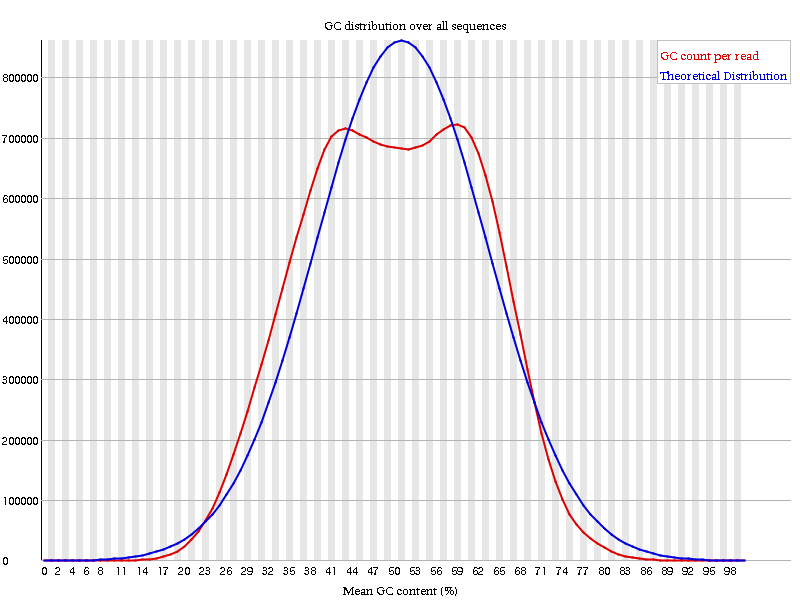 GC distribution over all sequences
GC count per read
Theoretical Distribution
800000
700000
600000
500000
400000
300000
200000
100000
0
0 2 4 6 8 11 14 17 20 23 26 29 32 35 38 41 44 47 50 53 56 59 62 65 68 71 74 77 80 83 86 89 92 95 98
Mean GC content (%)